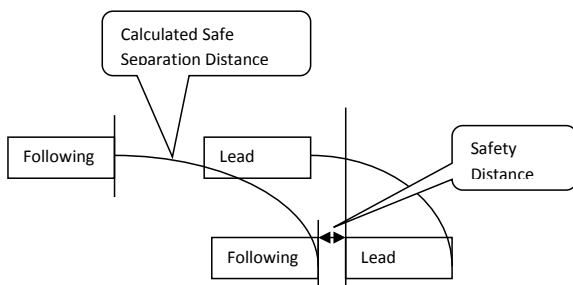 Calculated Safe
Separation Distance
Following
Lead
Safety
Distance
Following
Lead